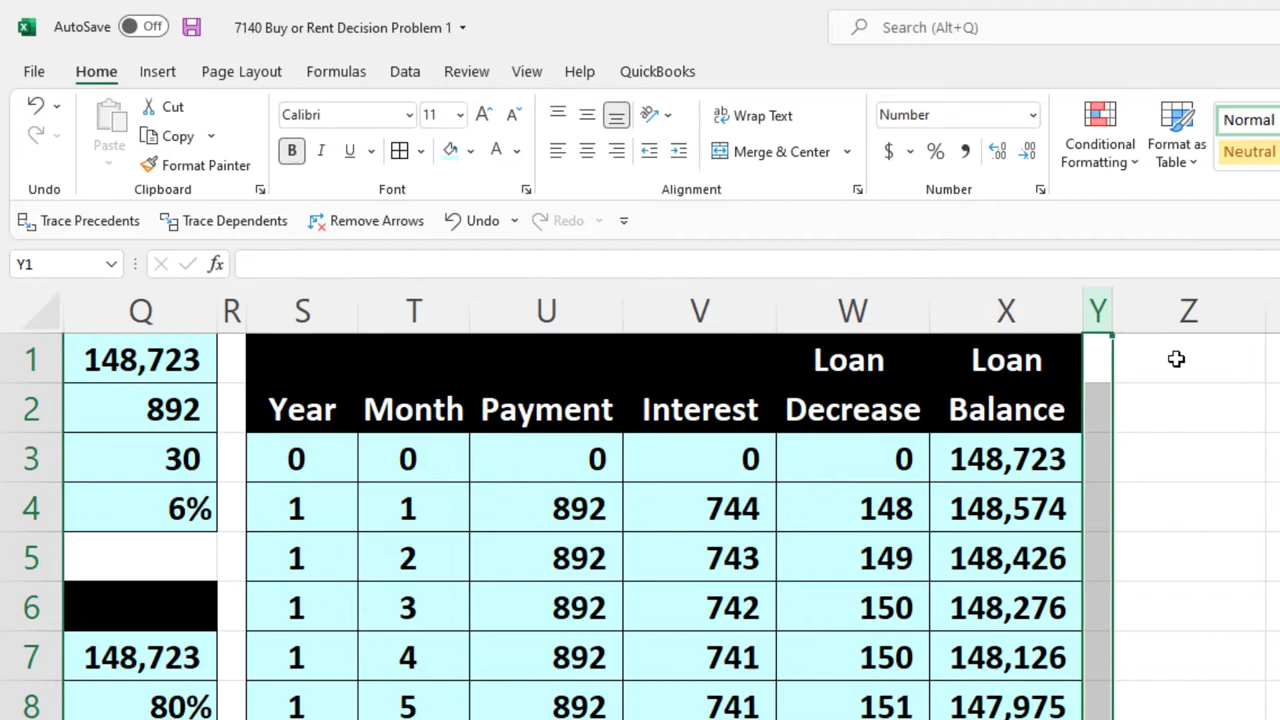 AutoSave Off 7140 Buy or Rent Decision Problem 1 Search (Alt+Q)
File Home Insert Page Layout Formulas Data Review View Help QuickBooks
Paste Cut Calibri 11 Wrap Text Number Conditional Formatting Format as Table Normal
Copy B I U A Merge & Center $ % Neutral
Format Painter
Undo Clipboard Font Alignment Number
Trace Precedents Trace Dependents Remove Arrows Undo Redo
Y1 fx
Q R S T U V W X Y Z
1 148,723 Loan Loan
2 892 Year Month Payment Interest Decrease Balance
3 30 0 0 0 0 0 148,723
4 6% 1 1 892 744 148 148,574
5 1 2 892 743 149 148,426
6 1 3 892 742 150 148,276
7 148,723 1 4 892 741 150 148,126
8 80% 1 5 892 741 151 147,975